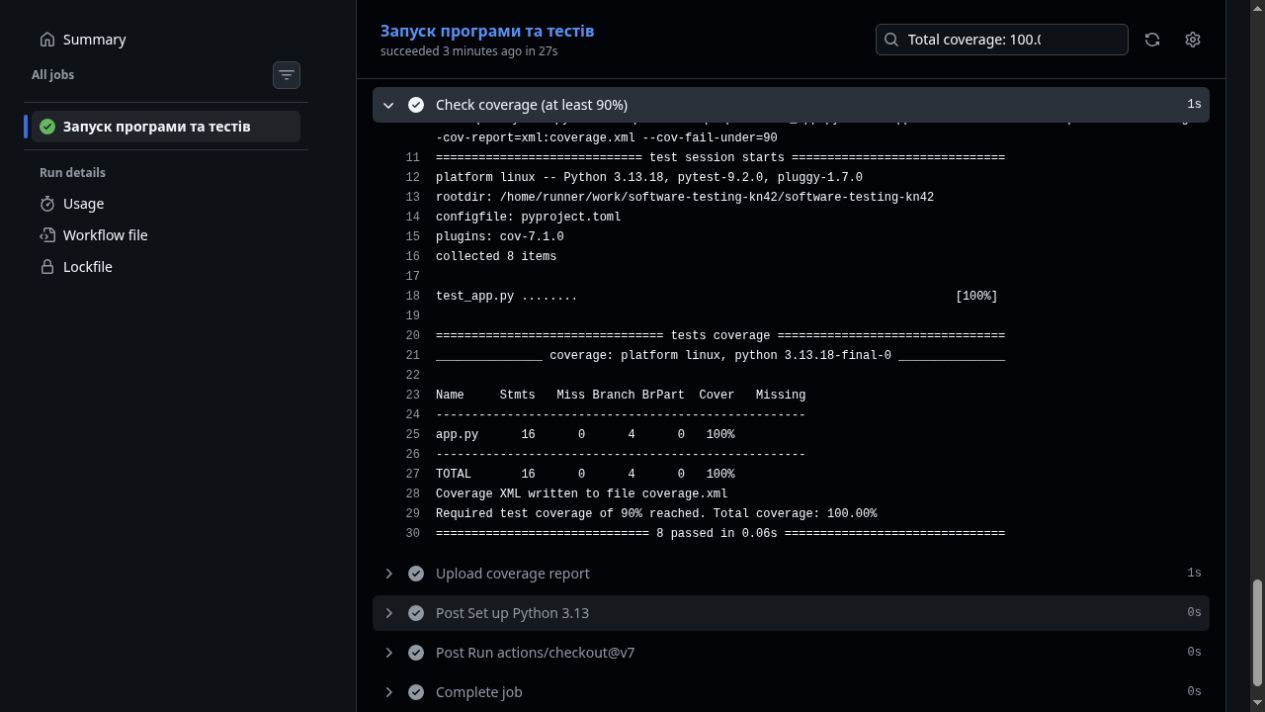 Summary
All jobs
Запуск програми та тестів
Run details
Usage
Workflow file
Lockfile
Запуск програми та тестів
succeeded 3 minutes ago in 27s
Total coverage: 100.0
Check coverage (at least 90%) 1s
-cov-report=xml:coverage.xml --cov-fail-under=90
11 ============================= test session starts ==============================
12 platform linux -- Python 3.13.18, pytest-9.2.0, pluggy-1.7.0
13 rootdir: /home/runner/work/software-testing-kn42/software-testing-kn42
14 configfile: pyproject.toml
15 plugins: cov-7.1.0
16 collected 8 items
17
18 test_app.py ........ [100%]
19
20 ================================ tests coverage ================================
21 _______________ coverage: platform linux, python 3.13.18-final-0 _______________
22
23 Name Stmts Miss Branch BrPart Cover Missing
24 ----------------------------------------------------
25 app.py 16 0 4 0 100%
26 ----------------------------------------------------
27 TOTAL 16 0 4 0 100%
28 Coverage XML written to file coverage.xml
29 Required test coverage of 90% reached. Total coverage: 100.00%
30 ============================== 8 passed in 0.06s ===============================
Upload coverage report 1s
Post Set up Python 3.13 0s
Post Run actions/checkout@v7 0s
Complete job 0s